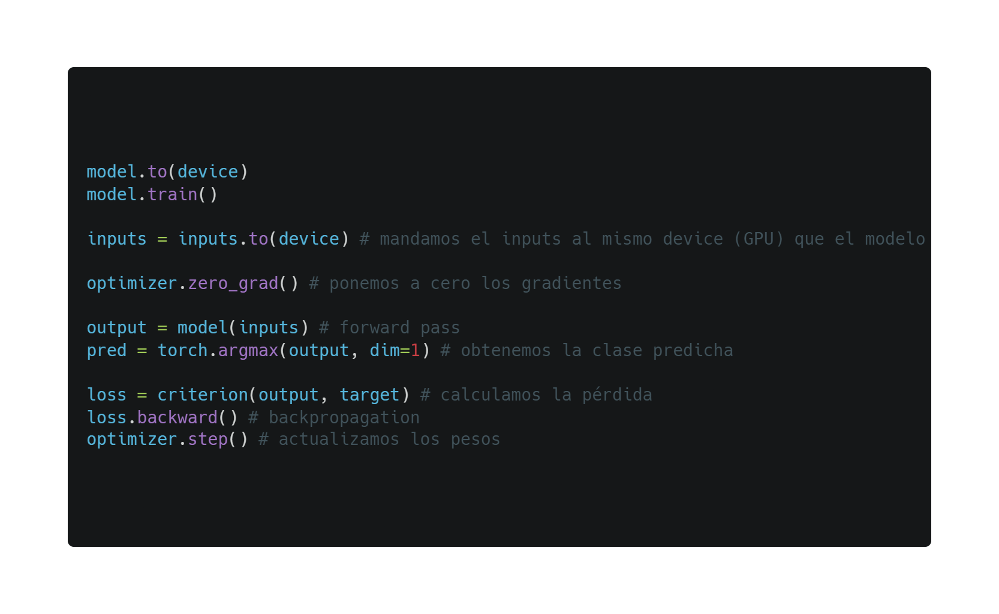 model.to(device)
model.train()
inputs = inputs.to(device) # mandamos el inputs al mismo device (GPU) que el modelo
optimizer.zero_grad() # ponemos a cero los gradientes
output = model(inputs) # forward pass
pred = torch.argmax(output, dim=1) # obtenemos la clase predicha
loss = criterion(output, target) # calculamos la pérdida
loss.backward() # backpropagation
optimizer.step() # actualizamos los pesos